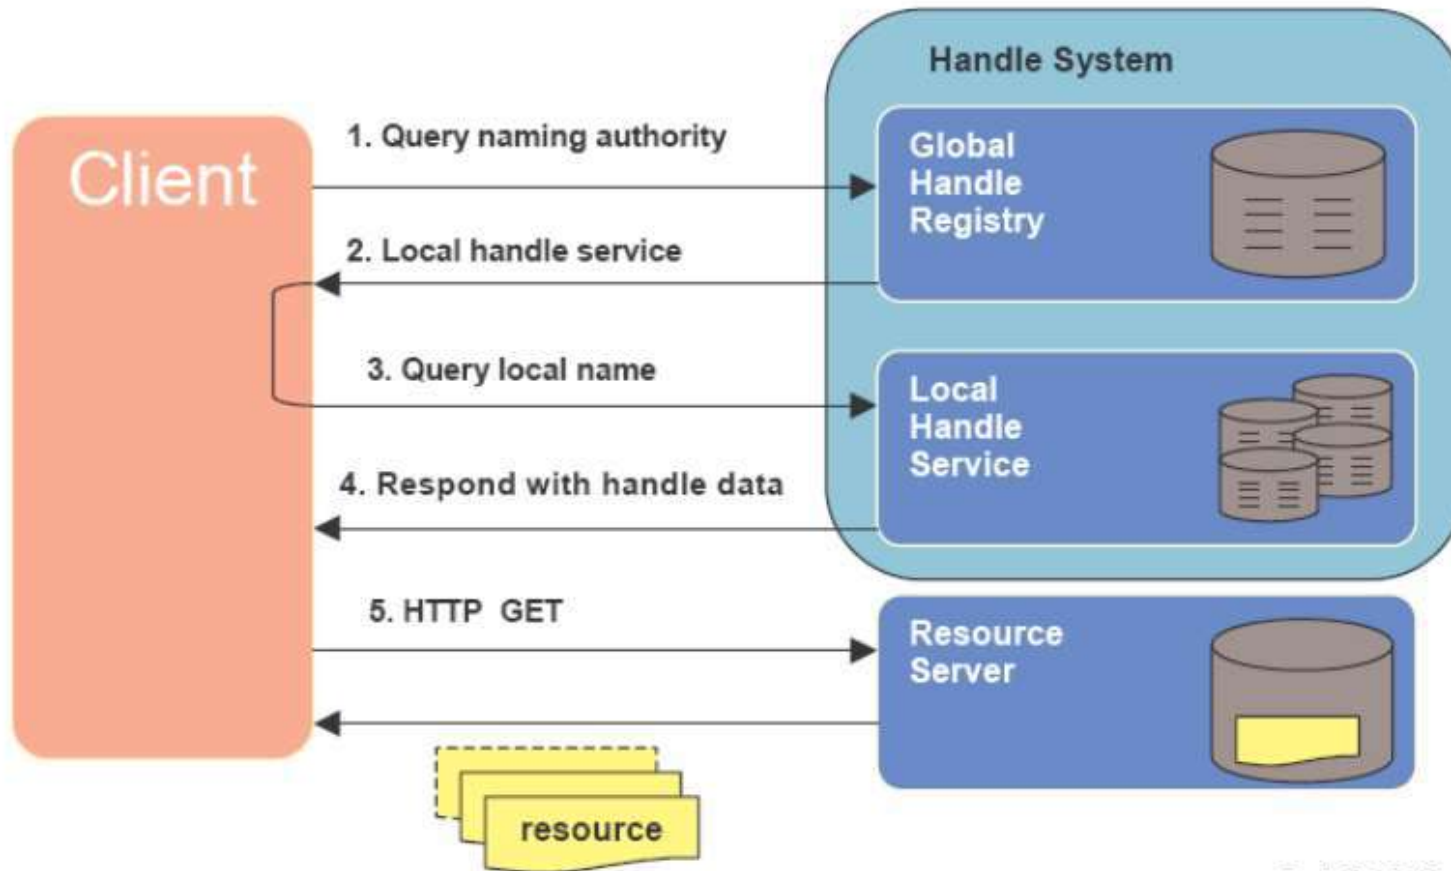 Handle System
Client
1. Query naming authority
Global
Handle
Registry
2. Local handle service
3. Query local name
Local
Handle
Service
4. Respond with handle data
5. HTTP GET
Resource
Server
resource